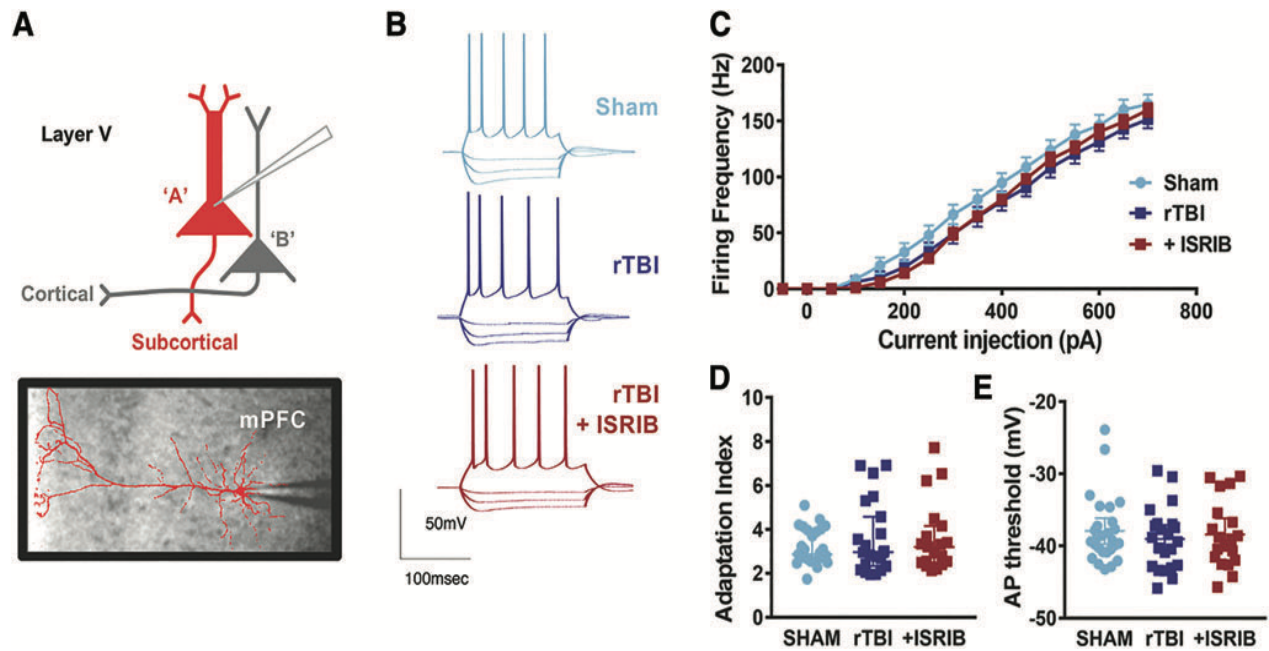 A
Layer V
'A'
'B'
Cortical
Subcortical
mPFC
B
Sham
rTBI
rTBI
+ ISRIB
50mV
100msec
C
Firing Frequency (Hz)
200
150
100
50
0
0 200 400 600 800
Current injection (pA)
Sham
rTBI
+ ISRIB
D
Adaptation Index
10
8
6
4
2
0
SHAM rTBI +ISRIB
E
AP threshold (mV)
-20
-30
-40
-50
SHAM rTBI +ISRIB